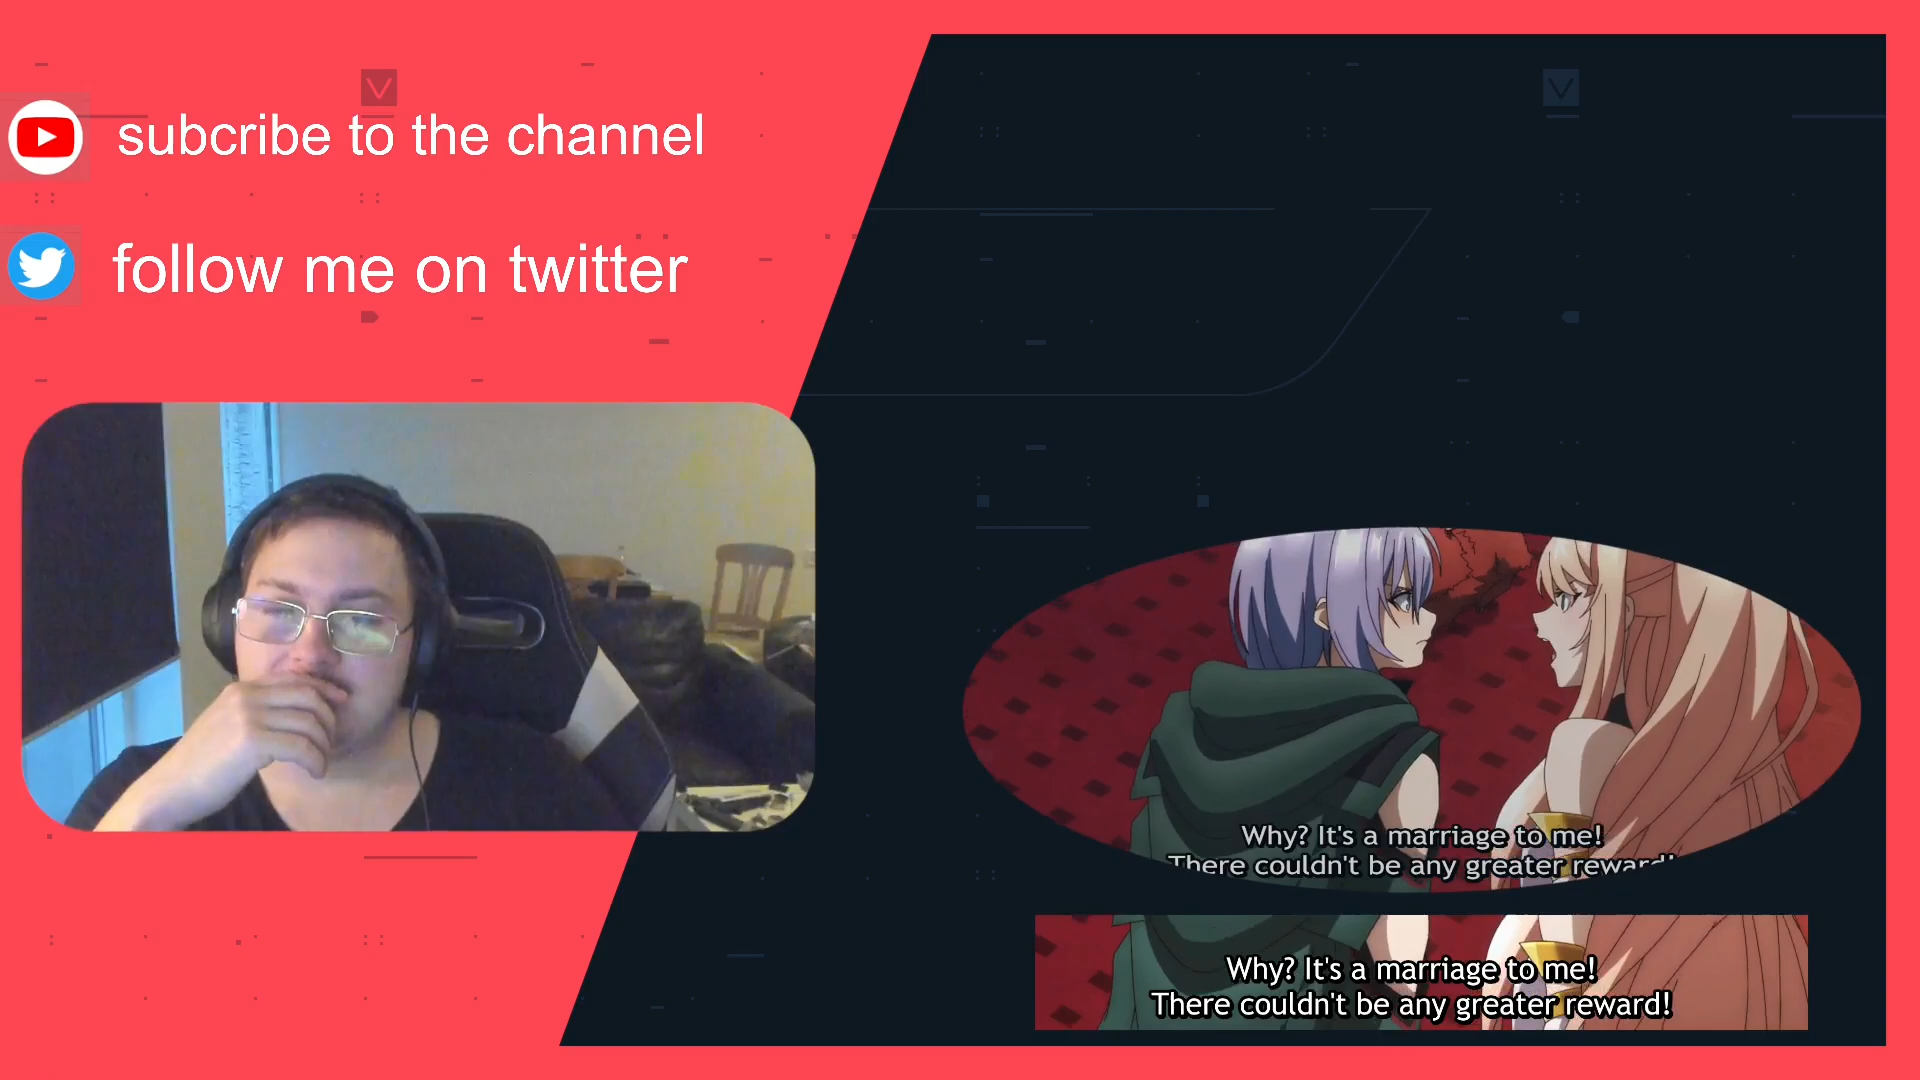 subcribe to the channel
follow me on twitter
Why? It's a marriage to me!
There couldn't be any greater reward!
Why? It's a marriage to me!
There couldn't be any greater reward!